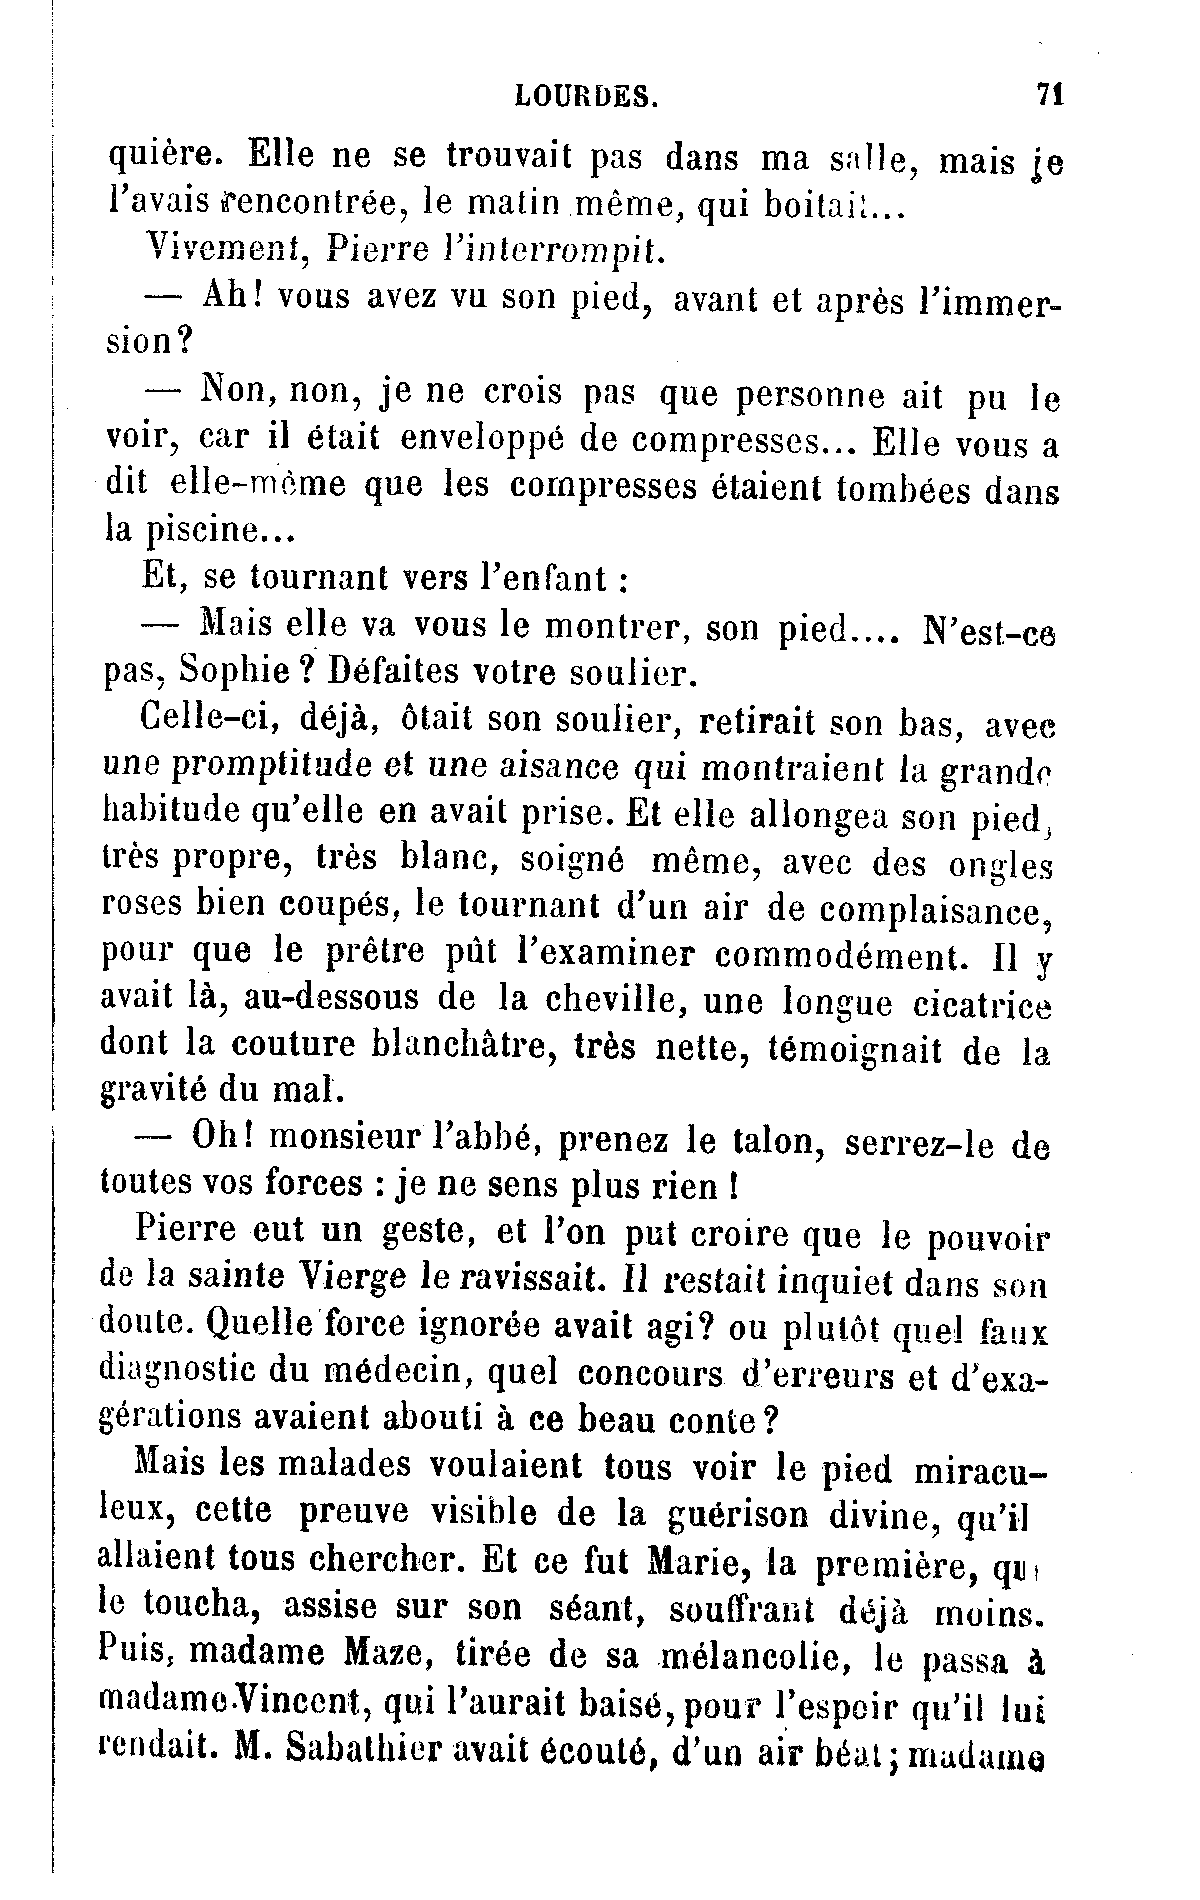 LOURDES. 71
quière. Elle ne se trouvait pas dans ma salle, mais je
l'avais rencontrée, le matin même, qui boitait...
Vivement, Pierre l'interrompit.
— Ah! vous avez vu son pied, avant et après l'immer-
sion?
— Non, non, je ne crois pas que personne ait pu le
voir, car il était enveloppé de compresses... Elle vous a
dit elle-même que les compresses étaient tombées dans
la piscine...
Et, se tournant vers l'enfant :
— Mais elle va vous le montrer, son pied.... N'est-ce
pas, Sophie ? Défaites votre soulier.
Celle-ci, déjà, ôtait son soulier, retirait son bas, avec
une promptitude et une aisance qui montraient la grande
habitude qu'elle en avait prise. Et elle allongea son pied,
très propre, très blanc, soigné même, avec des ongles
roses bien coupés, le tournant d'un air de complaisance,
pour que le prêtre pût l'examiner commodément. Il y
avait là, au-dessous de la cheville, une longue cicatrice
dont la couture blanchâtre, très nette, témoignait de la
gravité du mal.
— Oh! monsieur l'abbé, prenez le talon, serrez-le de
toutes vos forces : je ne sens plus rien !
Pierre eut un geste, et l'on put croire que le pouvoir
de la sainte Vierge le ravissait. Il restait inquiet dans son
doute. Quelle force ignorée avait agi? ou plutôt quel faux
diagnostic du médecin, quel concours d'erreurs et d'exa-
gérations avaient abouti à ce beau conte?
Mais les malades voulaient tous voir le pied miracu-
leux, cette preuve visible de la guérison divine, qu'il
allaient tous chercher. Et ce fut Marie, la première, qui
le toucha, assise sur son séant, souffrant déjà moins.
Puis, madame Maze, tirée de sa mélancolie, le passa à
madame Vincent, qui l'aurait baisé, pour l'espoir qu'il lui
rendait. M. Sabathier avait écouté, d'un air béat; madame